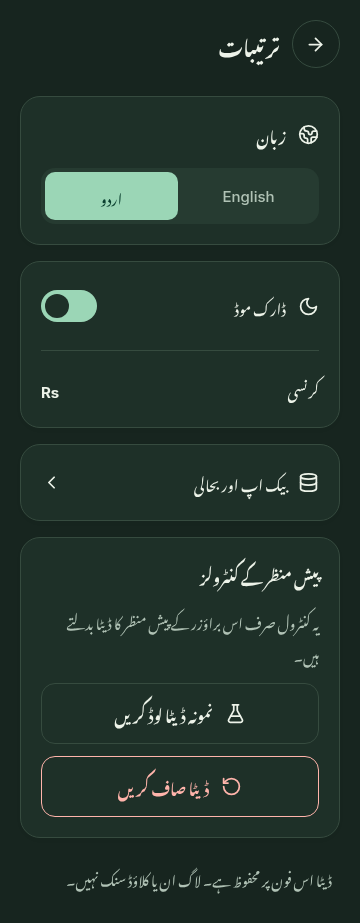 ترتیبات
زبان
اردو
English
ڈارک موڈ
کرنسی
Rs
بیک اپ اور بحالی
پیش منظر کے کنٹرولز
یہ کنٹرول صرف اس براؤزر کے پیش منظر کا ڈیٹا بدلتے
ہیں۔
نمونہ ڈیٹا لوڈ کریں
ڈیٹا صاف کریں
ڈیٹا اس فون پر محفوظ ہے۔ لاگ ان یا کلاؤڈ سنک نہیں۔